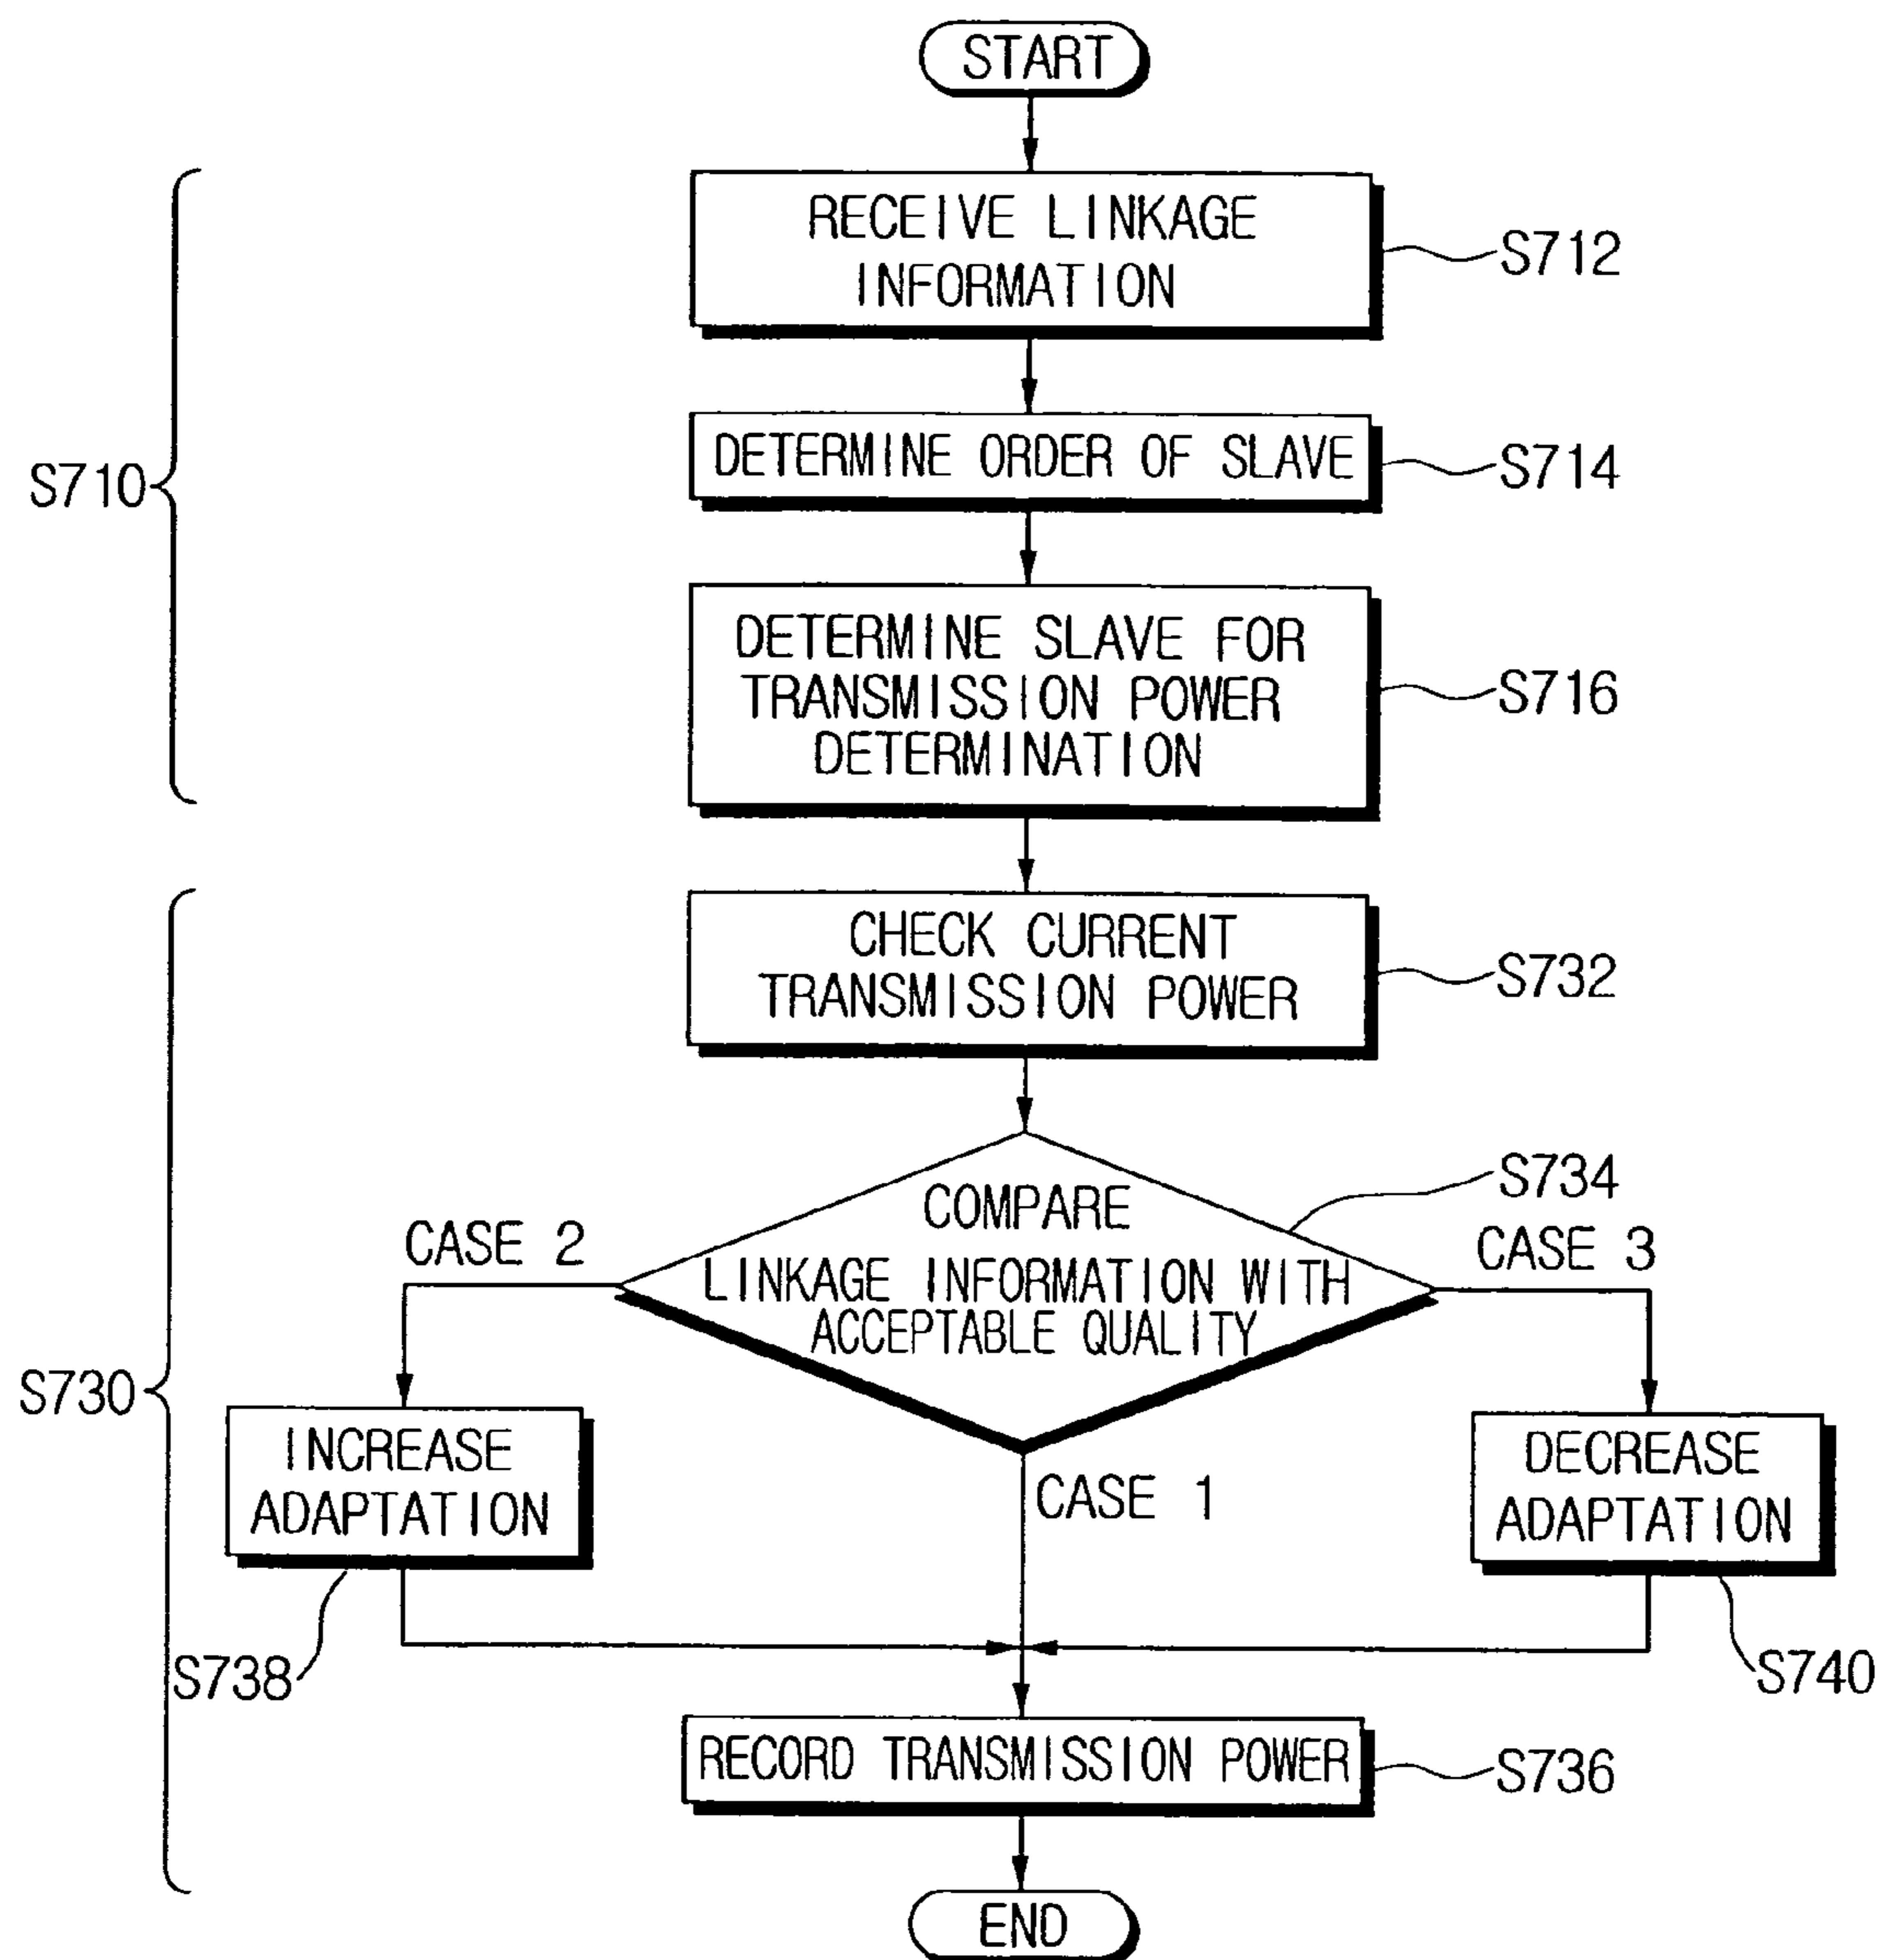 START
RECEIVE LINKAGE
INFORMATION
S712
DETERMINE ORDER OF SLAVE
S714
S710
DETERMINE SLAVE FOR
TRANSMISSION POWER
DETERMINATION
S716
CHECK CURRENT
TRANSMISSION POWER
S732
S734
COMPARE
LINKAGE INFORMATION WITH
ACCEPTABLE QUALITY
CASE 2
CASE 3
S730
INCREASE
ADAPTATION
CASE 1
DECREASE
ADAPTATION
S738
S740
RECORD TRANSMISSION POWER
S736
END